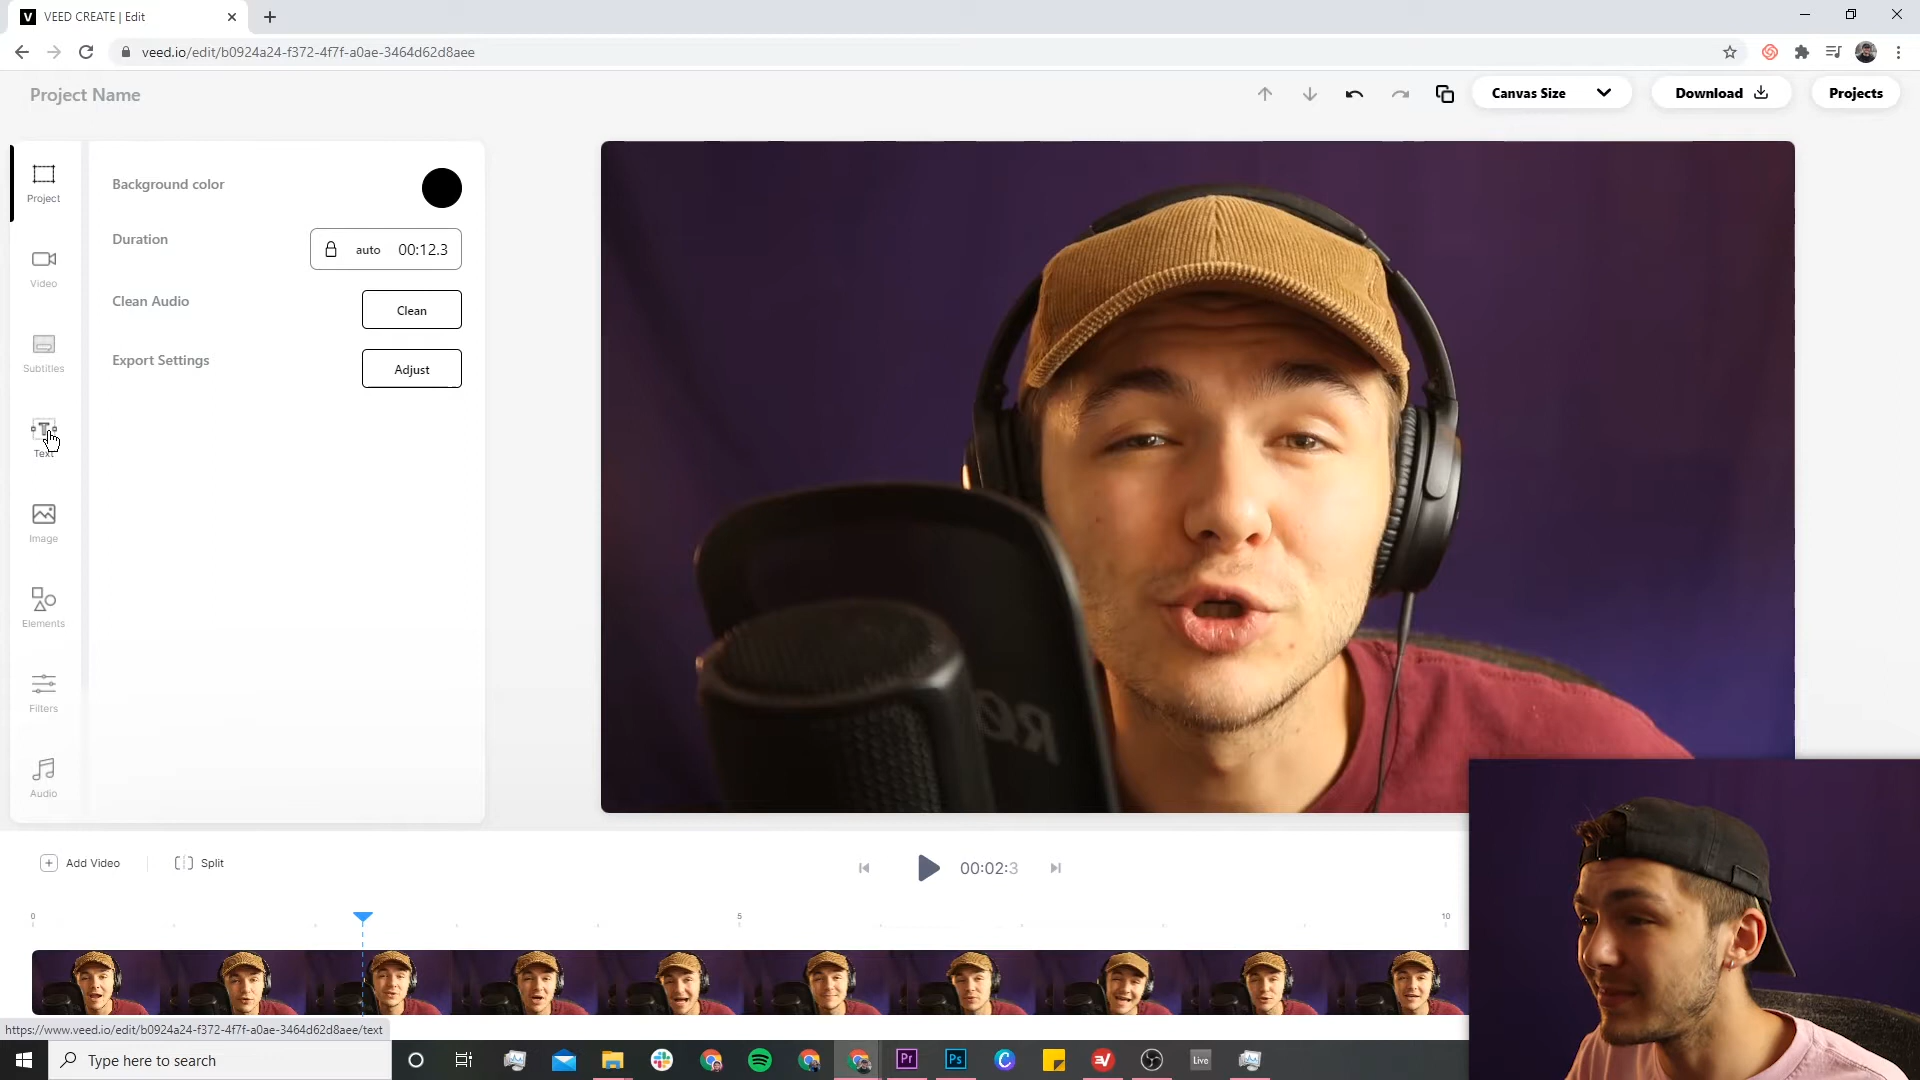 VEED CREATE | Edit
veed.io/edit/b0924a24-f372-4f7f-a0ae-3464d62d8aee
Project Name
Canvas Size
Download
Projects
Project
Video
Subtitles
Text
Image
Elements
Filters
Audio
Background color
Duration
auto 00:12.3
Clean Audio
Clean
Export Settings
Adjust
Add Video
Split
00:02:3
0
5
10
https://www.veed.io/edit/b0924a24-f372-4f7f-a0ae-3464d62d8aee/text
Type here to search
Pr
Ps
Live